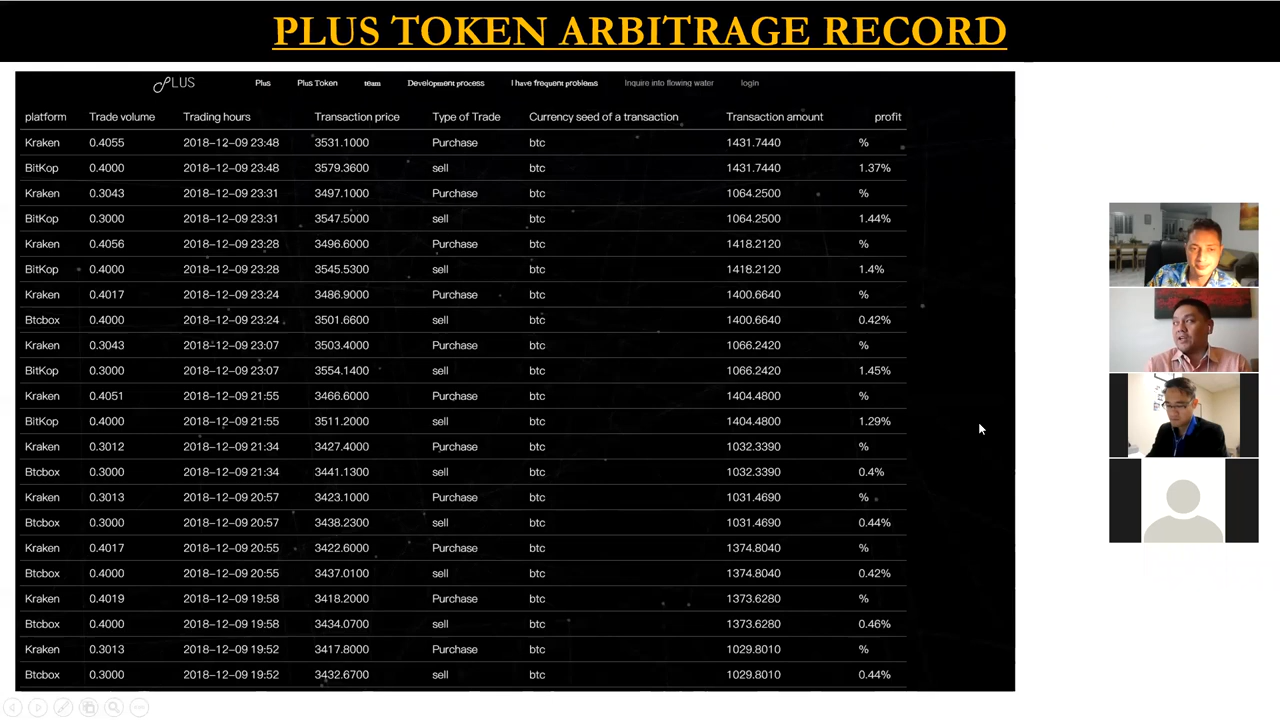 PLUS TOKEN ARBITRAGE RECORD
PLUS Plus Plus Token team Development process I have frequent problems Inquire into flowing water login
platform Trade volume Trading hours Transaction price Type of Trade Currency seed of a transaction Transaction amount profit
Kraken 0.4055 2018-12-09 23:48 3531.1000 Purchase btc 1431.7440 %
BitKop 0.4000 2018-12-09 23:48 3579.3600 sell btc 1431.7440 1.37%
Kraken 0.3043 2018-12-09 23:31 3497.1000 Purchase btc 1064.2500 %
BitKop 0.3000 2018-12-09 23:31 3547.5000 sell btc 1064.2500 1.44%
Kraken 0.4056 2018-12-09 23:28 3496.6000 Purchase btc 1418.2120 %
BitKop 0.4000 2018-12-09 23:28 3545.5300 sell btc 1418.2120 1.4%
Kraken 0.4017 2018-12-09 23:24 3486.9000 Purchase btc 1400.6640 %
Btcbox 0.4000 2018-12-09 23:24 3501.6600 sell btc 1400.6640 0.42%
Kraken 0.3043 2018-12-09 23:07 3503.4000 Purchase btc 1066.2420 %
BitKop 0.3000 2018-12-09 23:07 3554.1400 sell btc 1066.2420 1.45%
Kraken 0.4051 2018-12-09 21:55 3466.6000 Purchase btc 1404.4800 %
BitKop 0.4000 2018-12-09 21:55 3511.2000 sell btc 1404.4800 1.29%
Kraken 0.3012 2018-12-09 21:34 3427.4000 Purchase btc 1032.3390 %
Btcbox 0.3000 2018-12-09 21:34 3441.1300 sell btc 1032.3390 0.4%
Kraken 0.3013 2018-12-09 20:57 3423.1000 Purchase btc 1031.4690 %
Btcbox 0.3000 2018-12-09 20:57 3438.2300 sell btc 1031.4690 0.44%
Kraken 0.4017 2018-12-09 20:55 3422.6000 Purchase btc 1374.8040 %
Btcbox 0.4000 2018-12-09 20:55 3437.0100 sell btc 1374.8040 0.42%
Kraken 0.4019 2018-12-09 19:58 3418.2000 Purchase btc 1373.6280 %
Btcbox 0.4000 2018-12-09 19:58 3434.0700 sell btc 1373.6280 0.46%
Kraken 0.3013 2018-12-09 19:52 3417.8000 Purchase btc 1029.8010 %
Btcbox 0.3000 2018-12-09 19:52 3432.6700 sell btc 1029.8010 0.44%